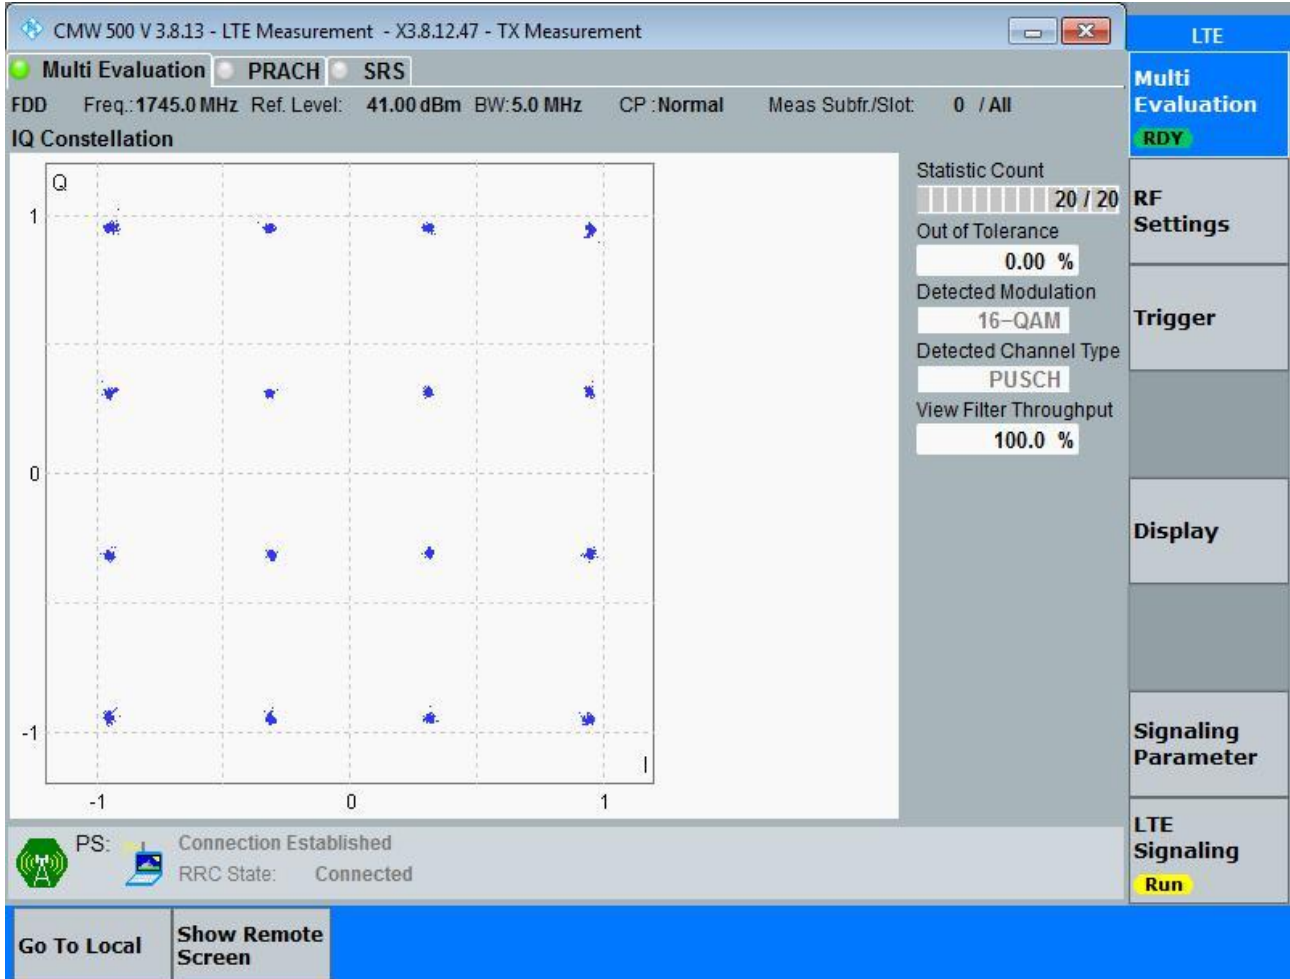 CMW 500 V 3.8.13 - LTE Measurement - X3.8.12.47 - TX Measurement
LTE
Multi Evaluation PRACH SRS
FDD Freq.:1745.0 MHz Ref. Level: 41.00 dBm BW:5.0 MHz CP :Normal Meas Subfr./Slot: 0 / All
IQ Constellation
Q
1
0
-1
I
-1 0 1
Statistic Count
20 / 20
Out of Tolerance
0.00 %
Detected Modulation
16-QAM
Detected Channel Type
PUSCH
View Filter Throughput
100.0 %
Multi
Evaluation
RDY
RF
Settings
Trigger
Display
Signaling
Parameter
LTE
Signaling
Run
PS: Connection Established
RRC State: Connected
Go To Local
Show Remote
Screen